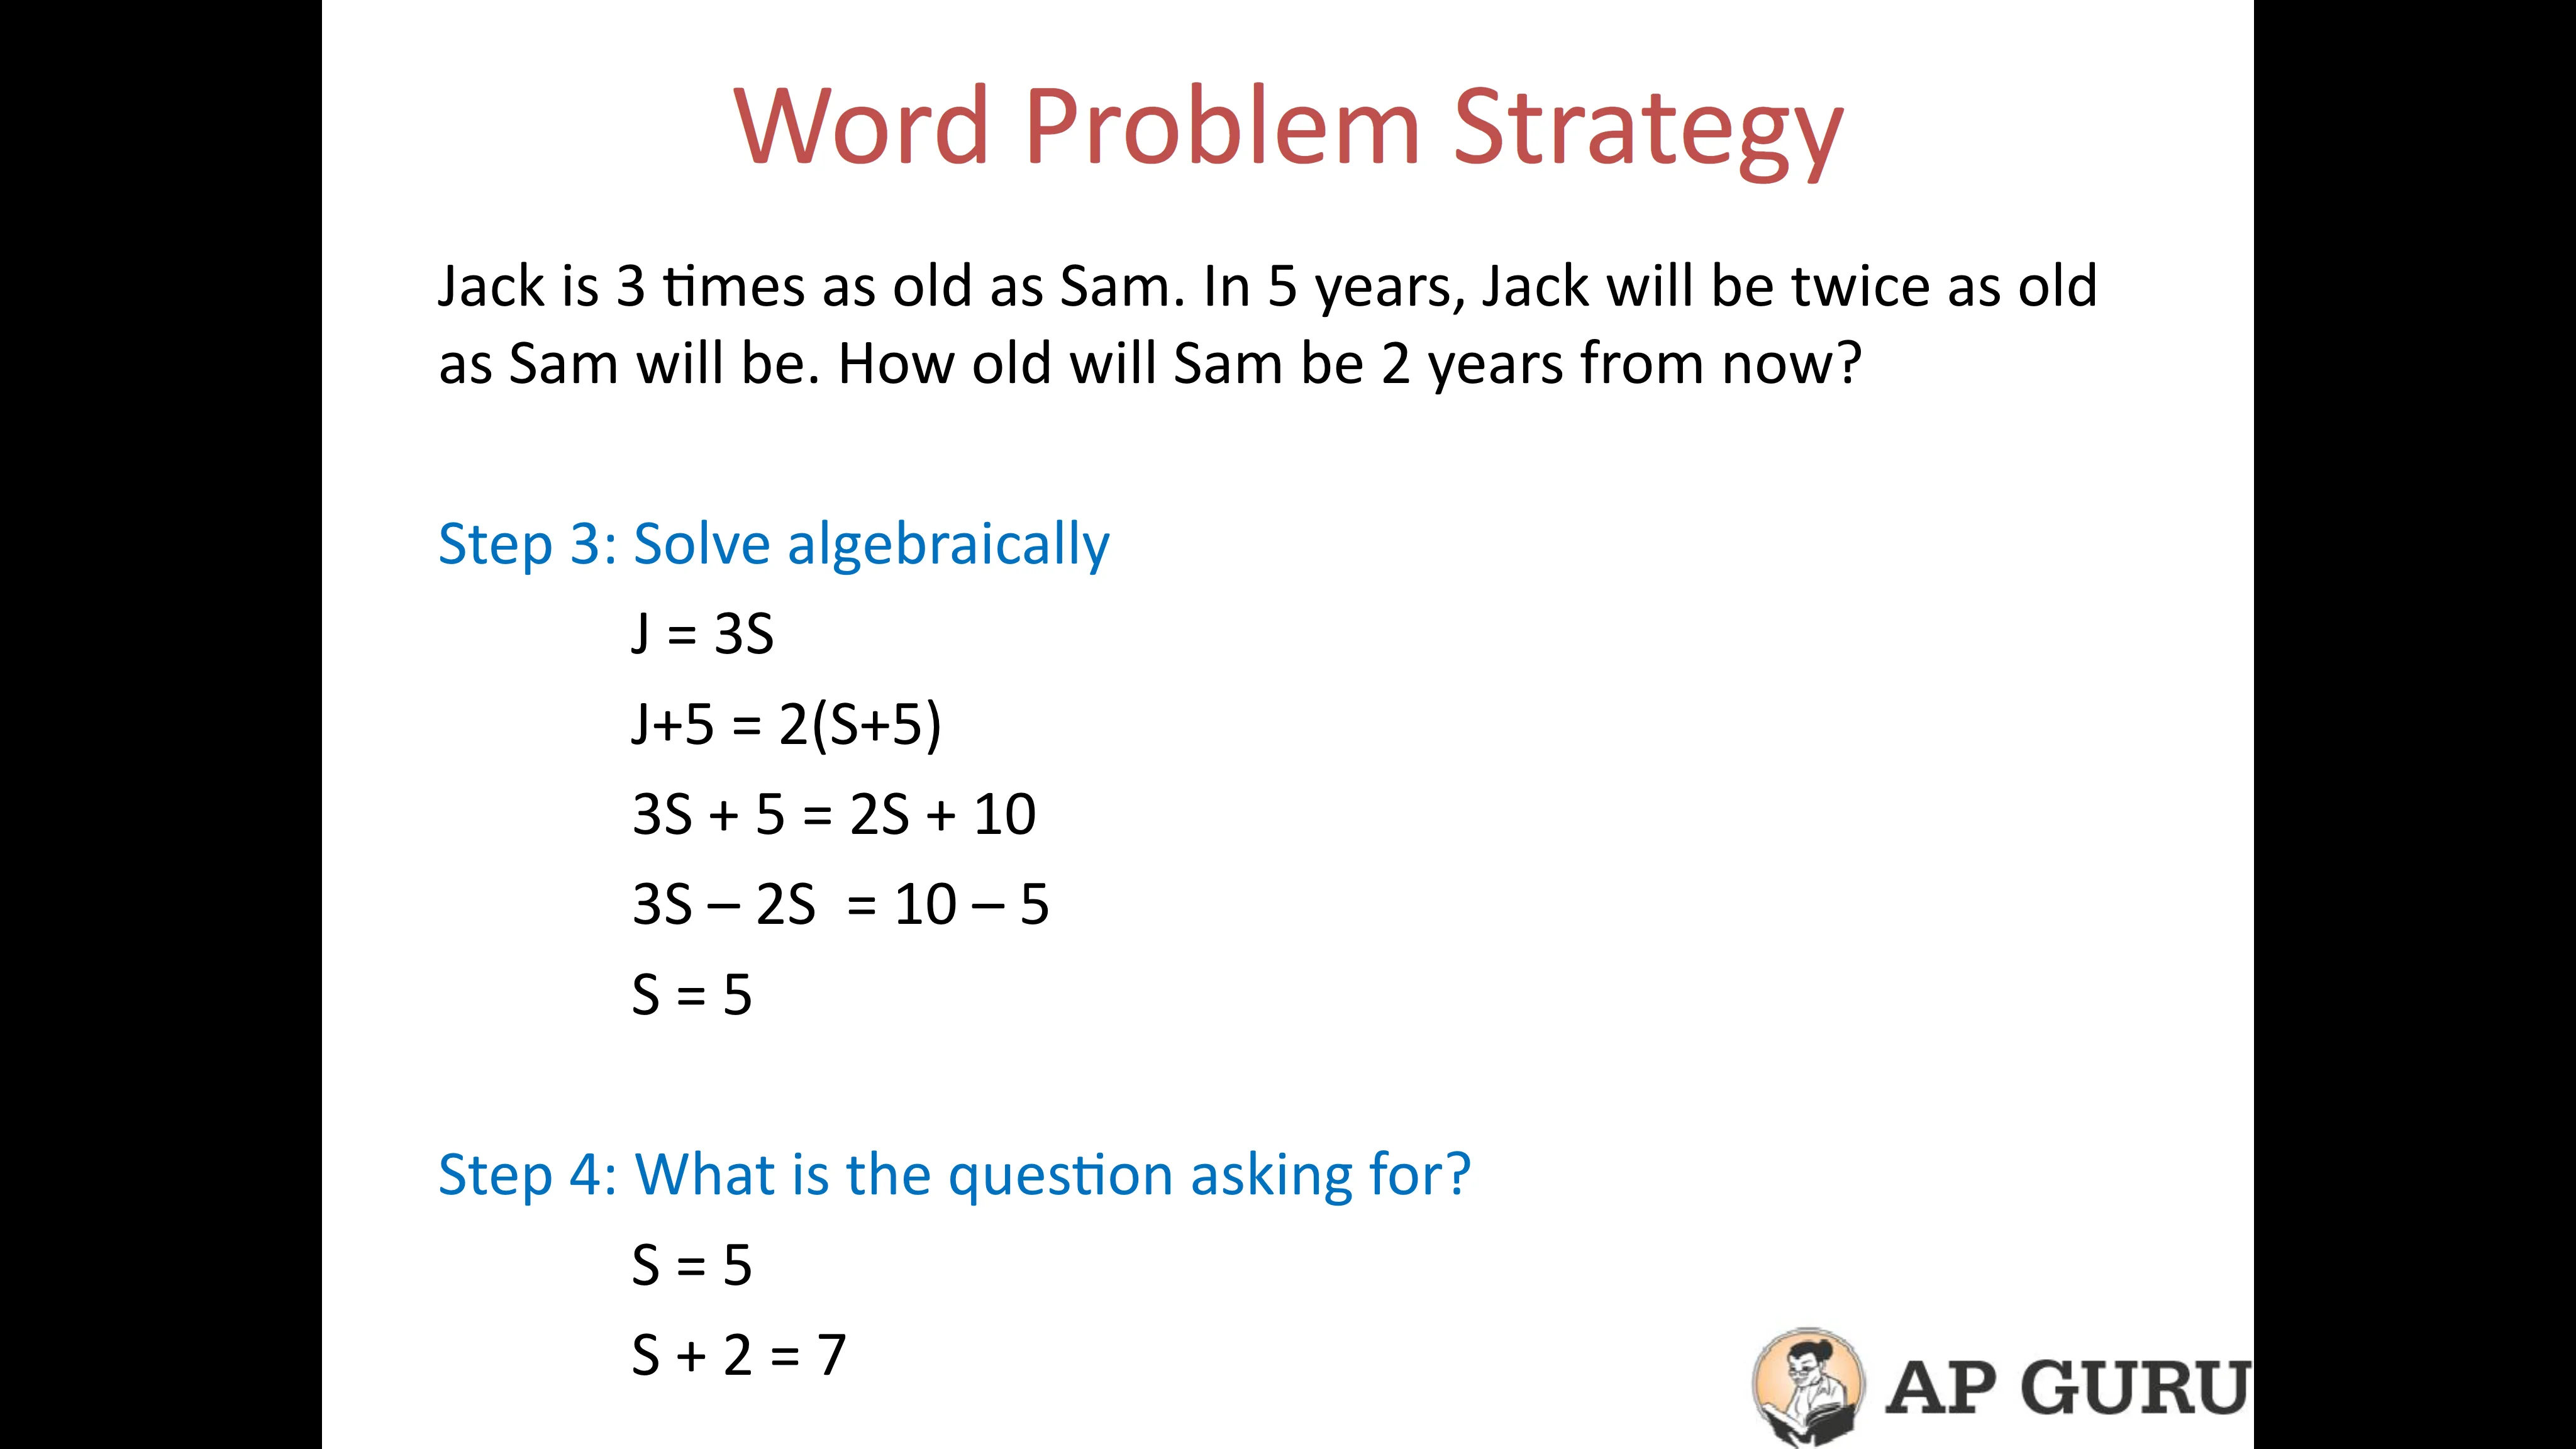 Word Problem Strategy
Jack is 3 times as old as Sam. In 5 years, Jack will be twice as old
as Sam will be. How old will Sam be 2 years from now?
Step 3: Solve algebraically
J = 3S
J+5 = 2(S+5)
3S + 5 = 2S + 10
3S – 2S  = 10 – 5
S = 5
Step 4: What is the question asking for?
S = 5
S + 2 = 7
AP GURU